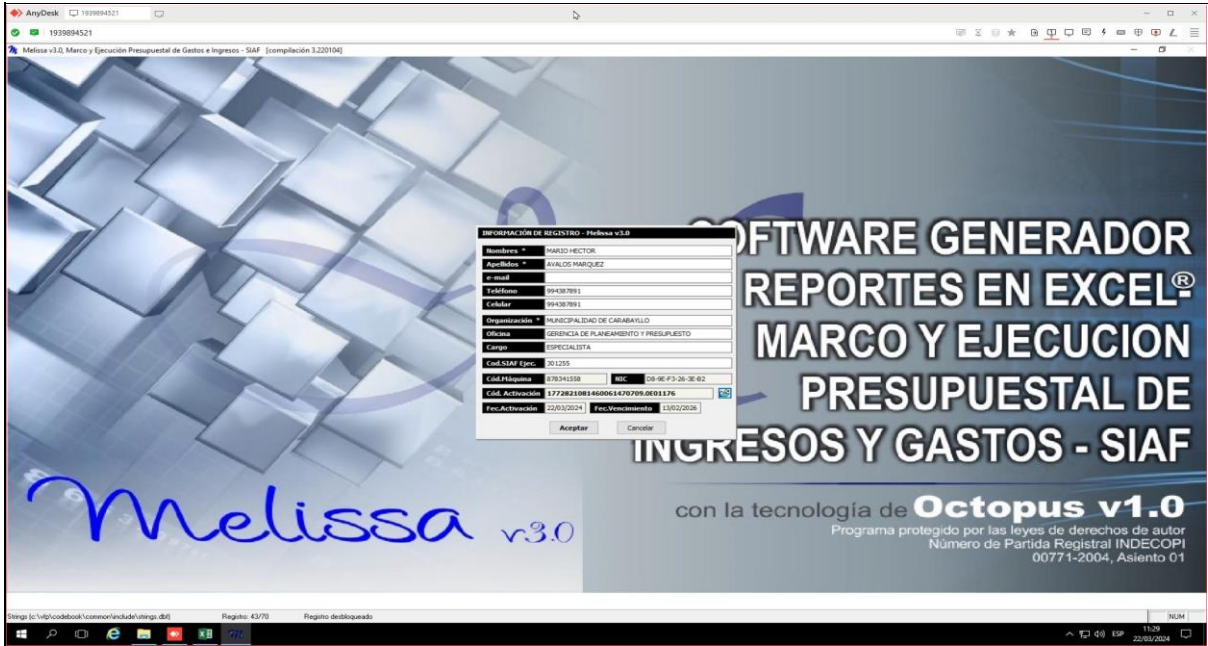 AnyDesk 1939894521
1939894521
Melissa v3.0, Marco y Ejecución Presupuestal de Gastos e Ingresos - SIAF [compilación 3.220104]
INFORMACIÓN DE REGISTRO - Melissa v3.0
Nombres * MARIO HECTOR
Apellidos * AVALOS MARQUEZ
e-mail
Teléfono 994387891
Celular 994387891
Organización * MUNICIPALIDAD DE CARABAYLLO
Oficina GERENCIA DE PLANEAMIENTO Y PRESUPUESTO
Cargo ESPECIALISTA
Cod.SIAF Ejec. 301255
Cód.Máquina 878341558 NIC D8-9E-F3-26-3E-B2
Cód. Activación 1772821081460061470709.0E01176
Fec.Activación 22/03/2024 Fec.Vencimiento 13/02/2026
Aceptar Cancelar
OFTWARE GENERADOR
REPORTES EN EXCEL®
MARCO Y EJECUCION
PRESUPUESTAL DE
INGRESOS Y GASTOS - SIAF
Melissa v3.0
con la tecnología de Octopus v1.0
Programa protegido por las leyes de derechos de autor
Número de Partida Registral INDECOPI
00771-2004, Asiento 01
Strings (c:\vfp\codebook\common\include\strings.dbf) Registro: 43/70 Registro desbloqueado NUM
ESP 11:29
22/03/2024